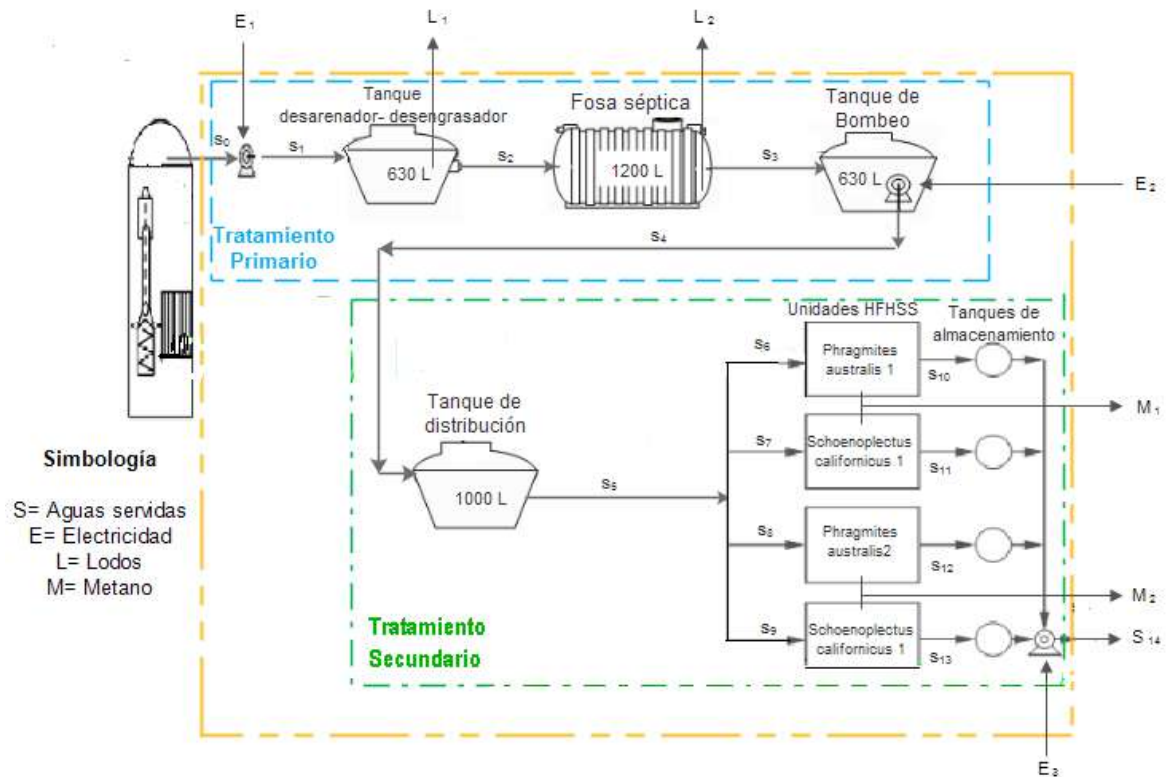 E1
L1
L2
Tanque
desarenador- desengrasador
Fosa séptica
Tanque de
Bombeo
S0
S1
630 L
S2
1200 L
S3
630 L
E2
S4
Tratamiento
Primario
Unidades HFHSS
Tanques de
almacenamiento
S6
Phragmites
australis 1
S10
M1
Tanque de
distribución
S7
Schoenoplectus
californicus 1
S11
1000 L
S5
S8
Phragmites
australis2
S12
M2
S9
Schoenoplectus
californicus 1
S13
S14
Tratamiento
Secundario
E3
Simbología
S= Aguas servidas
E= Electricidad
L= Lodos
M= Metano